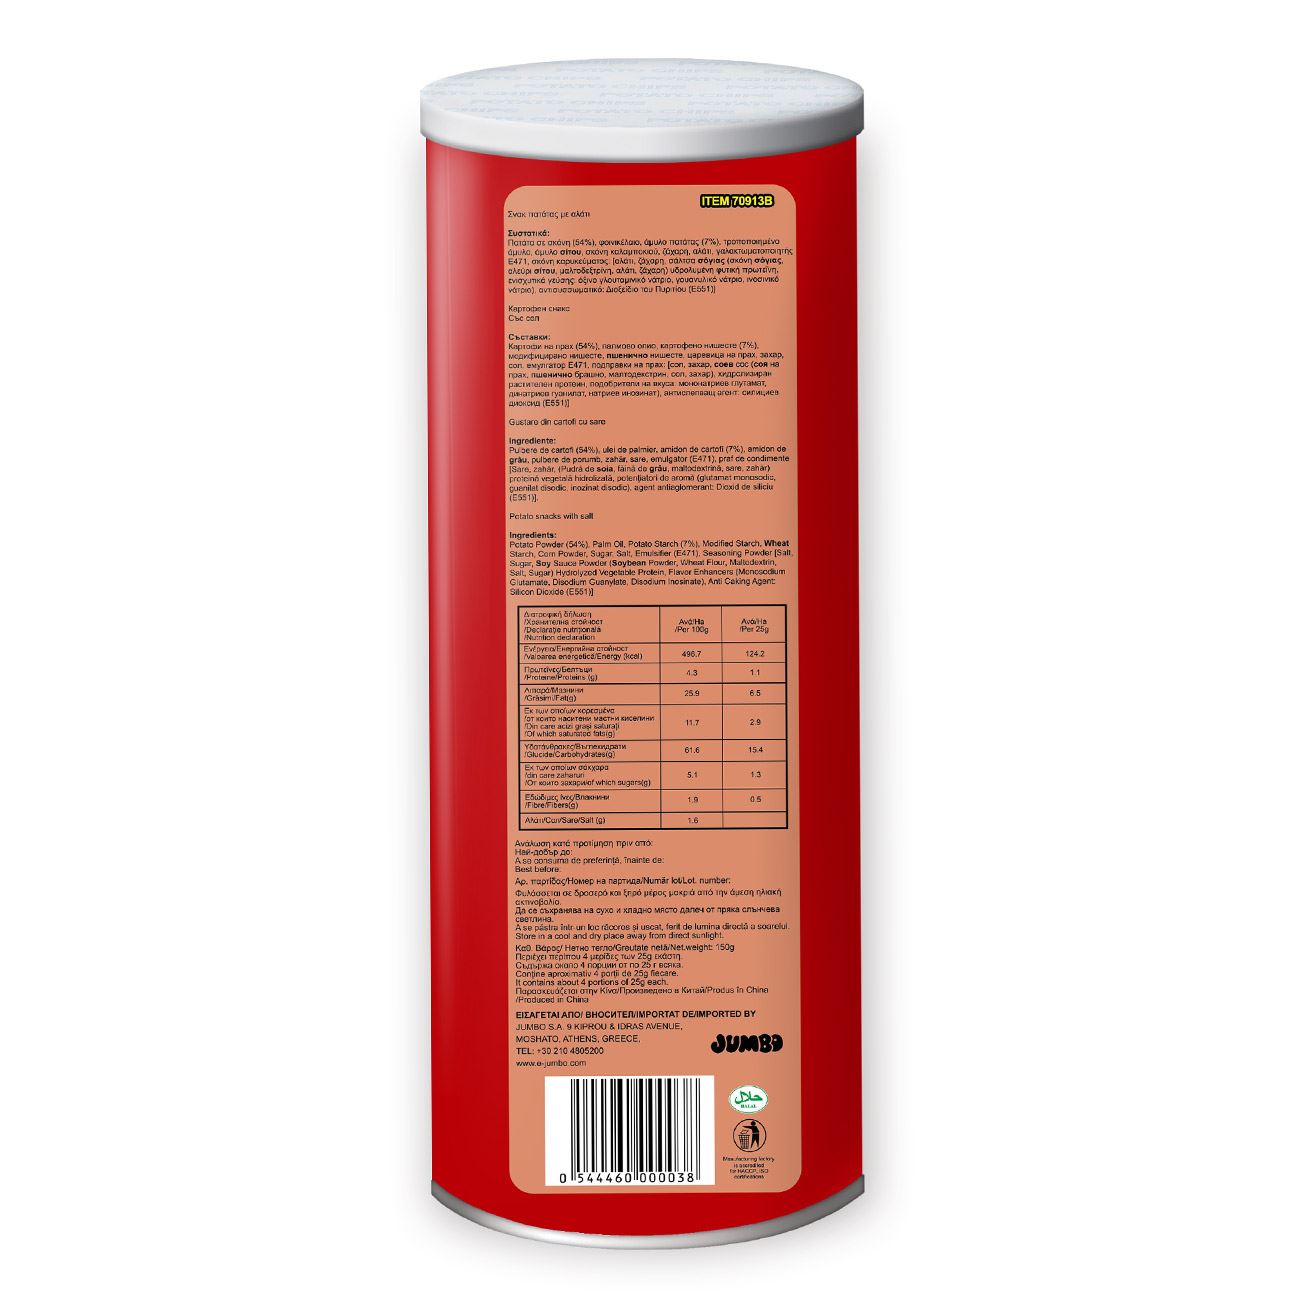 POTATO CHIPS
ITEM 70913B
Σνακ πατάτας με αλάτι
Συστατικά:
Πατάτα σε σκόνη (54%), φοινικέλαιο, άμυλο πατάτας (7%), τροποποιημένο
άμυλο, άμυλο σίτου, σκόνη καλαμποκιού, ζάχαρη, αλάτι, γαλακτωματοποιητής
E471, σκόνη καρυκεύματος: [αλάτι, ζάχαρη, σάλτσα σόγιας (σκόνη σόγιας,
αλεύρι σίτου, μαλτοδεξτρίνη, αλάτι, ζάχαρη) υδρολυμένη φυτική πρωτεΐνη,
ενισχυτικά γεύσης: όξινο γλουταμινικό νάτριο, γουανυλικό νάτριο, ινοσινικό
νάτριο), αντισυσσωματικό: Διοξείδιο του Πυριτίου (E551)]
Картофен снакс
Със сол
Съставки:
Картофи на прах (54%), палмово олио, картофено нишесте (7%),
модифицирано нишесте, пшенично нишесте, царевица на прах, захар,
сол, емулгатор E471, подправки на прах: [сол, захар, соев сос (соя на
прах, пшенично брашно, малтодекстрин, сол, захар), хидролизиран
растителен протеин, подобрители на вкуса: мононатриев глутамат,
динатриев гуанилат, натриев инозинат), антислепващ агент: силициев
диоксид (E551)]
Gustare din cartofi cu sare
Ingrediente:
Pulbere de cartofi (54%), ulei de palmier, amidon de cartofi (7%), amidon de
grâu, pulbere de porumb, zahăr, sare, emulgator (E471), praf de condimente
[Sare, zahăr, (Pudră de soia, făină de grâu, maltodextrină, sare, zahăr)
proteină vegetală hidrolizată, potențiatori de aromă (glutamat monosodic,
guanilat disodic, inozinat disodic), agent antiaglomerant: Dioxid de siliciu
(E551)].
Potato snacks with salt
Ingredients:
Potato Powder (54%), Palm Oil, Potato Starch (7%), Modified Starch, Wheat
Starch, Corn Powder, Sugar, Salt, Emulsifier (E471), Seasoning Powder [Salt,
Sugar, Soy Sauce Powder (Soybean Powder, Wheat Flour, Maltodextrin,
Salt, Sugar) Hydrolyzed Vegetable Protein, Flavor Enhancers (Monosodium
Glutamate, Disodium Guanylate, Disodium Inosinate), Anti Caking Agent:
Silicon Dioxide (E551)]
Διατροφική δήλωση
/Хранителна стойност
/Declarație nutrițională
/Nutrition declaration
Ανά/На
/Per 100g
Ανά/На
/Per 25g
Ενέργεια/Енергийна стойност
/Valoarea energetică/Energy (kcal)
496.7
124.2
Πρωτεΐνες/Белтъци
/Proteine/Proteins (g)
4.3
1.1
Λιπαρά/Мазнини
/Grăsimi/Fat(g)
25.9
6.5
Εκ των οποίων κορεσμένα
/от които наситени мастни киселини
/Din care acizi grași saturați
/Of which saturated fats(g)
11.7
2.9
Υδατάνθρακες/Въглехидрати
/Glucide/Carbohydrates(g)
61.6
15.4
Εκ των οποίων σάκχαρα
/din care zaharuri
/От които захари/of which sugars(g)
5.1
1.3
Εδώδιμες ίνες/Влакнини
/Fibre/Fibers(g)
1.9
0.5
Αλάτι/Сол/Sare/Salt (g)
1.6
Ανάλωση κατά προτίμηση πριν από:
Най-добър до:
A se consuma de preferință, înainte de:
Best before:
Αρ. παρτίδας/Номер на партида/Număr lot/Lot. number:
Φυλάσσεται σε δροσερό και ξηρό μέρος μακριά από την άμεση ηλιακή
ακτινοβολία.
Да се съхранява на сухо и хладно място далеч от пряка слънчева
светлина.
A se păstra într-un loc răcoros și uscat, ferit de lumina directă a soarelui.
Store in a cool and dry place away from direct sunlight.
Καθ. Βάρος/ Нетно тегло/Greutate netă/Net.weight: 150g
Περιέχει περίπου 4 μερίδες των 25g εκάστη.
Съдържа около 4 порции от по 25 г всяка.
Conține aproximativ 4 porții de 25g fiecare.
It contains about 4 portions of 25g each.
Παρασκευάζεται στην Κίνα/Произведено в Китай/Produs în China
/Produced in China
ΕΙΣΑΓΕΤΑΙ ΑΠΟ/ ВНОСИТЕЛ/IMPORTAT DE/IMPORTED BY
JUMBO S.A. 9 KIPROU & IDRAS AVENUE,
MOSHATO, ATHENS, GREECE,
TEL: +30 210 4805200
www.e-jumbo.com
JUMBO
حلال
HALAL
Manufacturing factory
is accredited
for HACCP, ISO
certifications
0 544460 000038